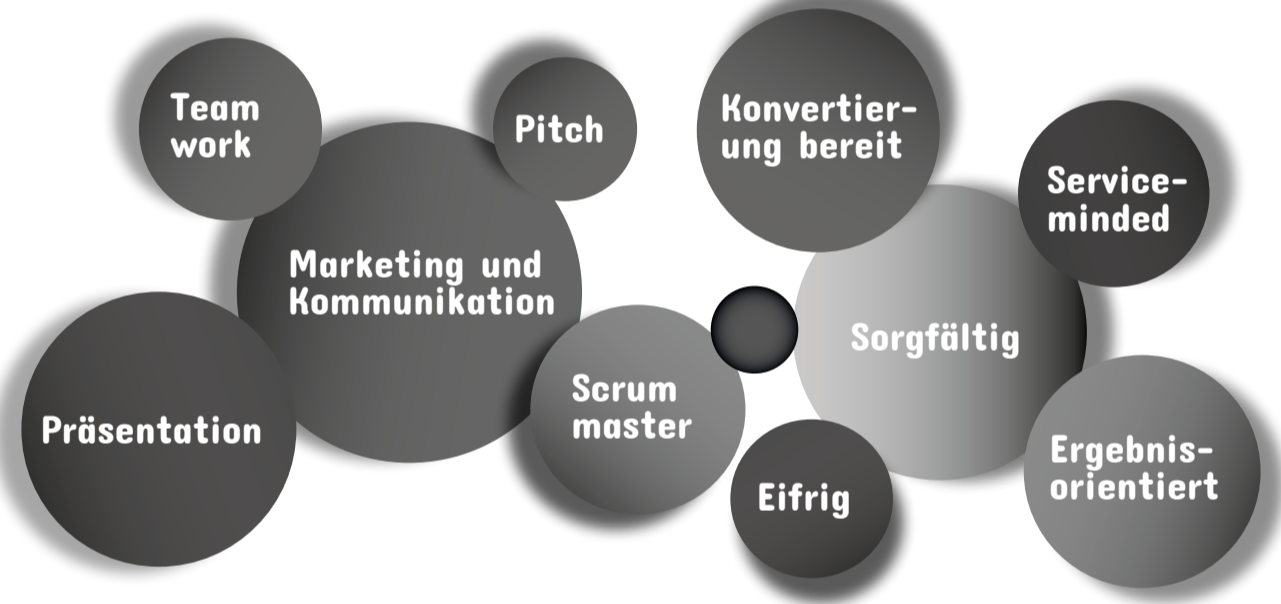 Team
work
Pitch
Konvertier-
ung bereit
Service-
minded
Marketing und
Kommunikation
Sorgfältig
Präsentation
Scrum
master
Eifrig
Ergebnis-
orientiert